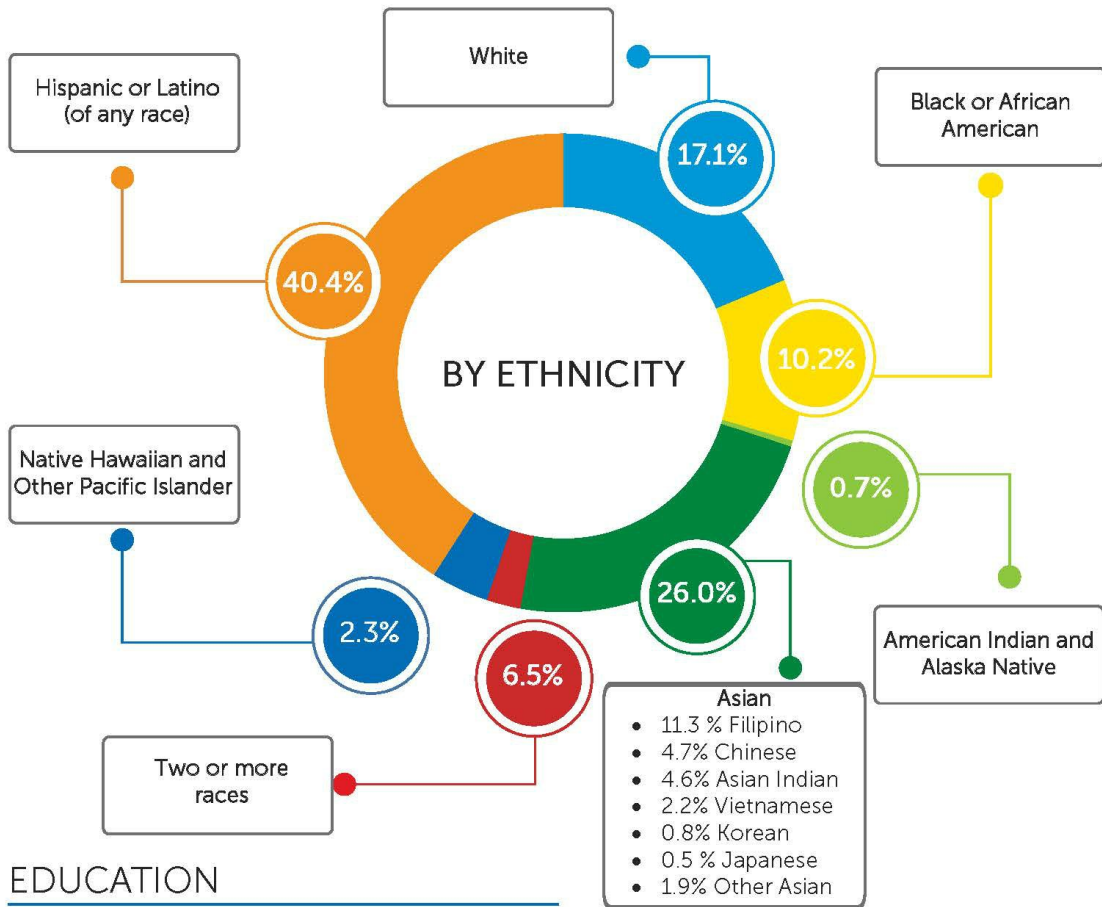 White
Hispanic or Latino
(of any race)
Black or African
American
17.1%
40.4%
10.2%
BY ETHNICITY
Native Hawaiian and
Other Pacific Islander
0.7%
26.0%
2.3%
6.5%
American Indian and
Alaska Native
Two or more
races
Asian
• 11.3 % Filipino
• 4.7% Chinese
• 4.6% Asian Indian
• 2.2% Vietnamese
• 0.8% Korean
• 0.5 % Japanese
• 1.9% Other Asian
EDUCATION